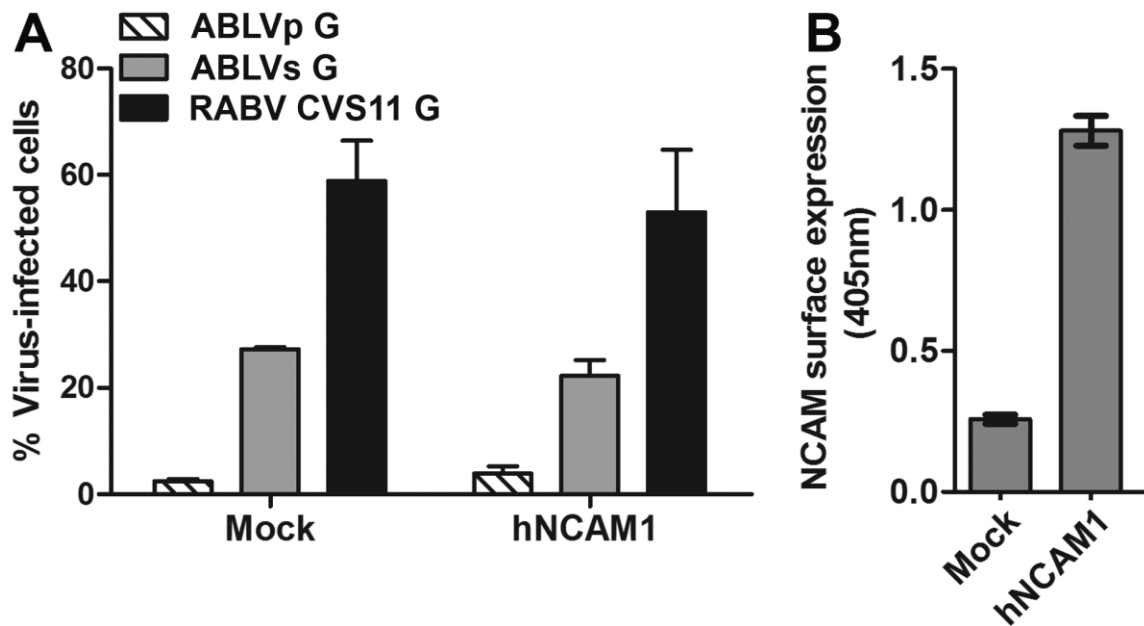 A
ABLVp G
ABLVs G
RABV CVS11 G
% Virus-infected cells
80
60
40
20
0
Mock
hNCAM1
B
NCAM surface expression
(405nm)
1.5
1.0
0.5
0.0
Mock
hNCAM1